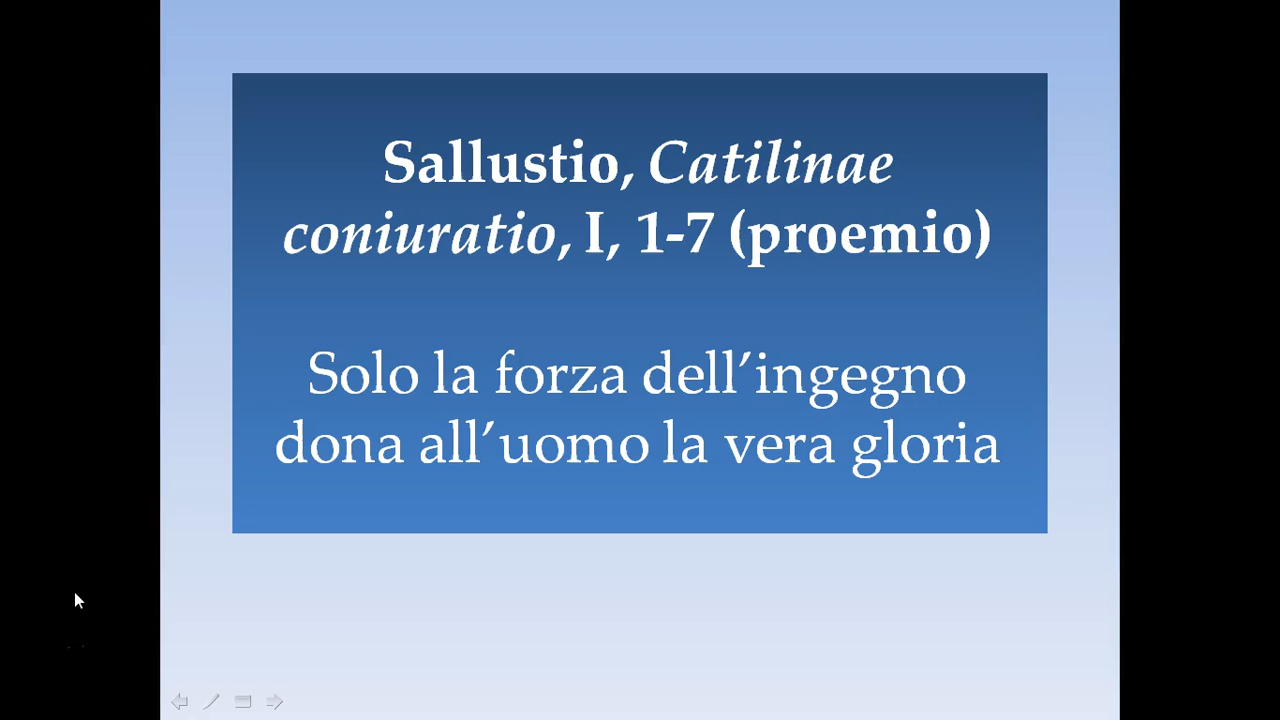 Sallustio, Catilinae
coniuratio, I, 1-7 (proemio)
Solo la forza dell’ingegno
dona all’uomo la vera gloria